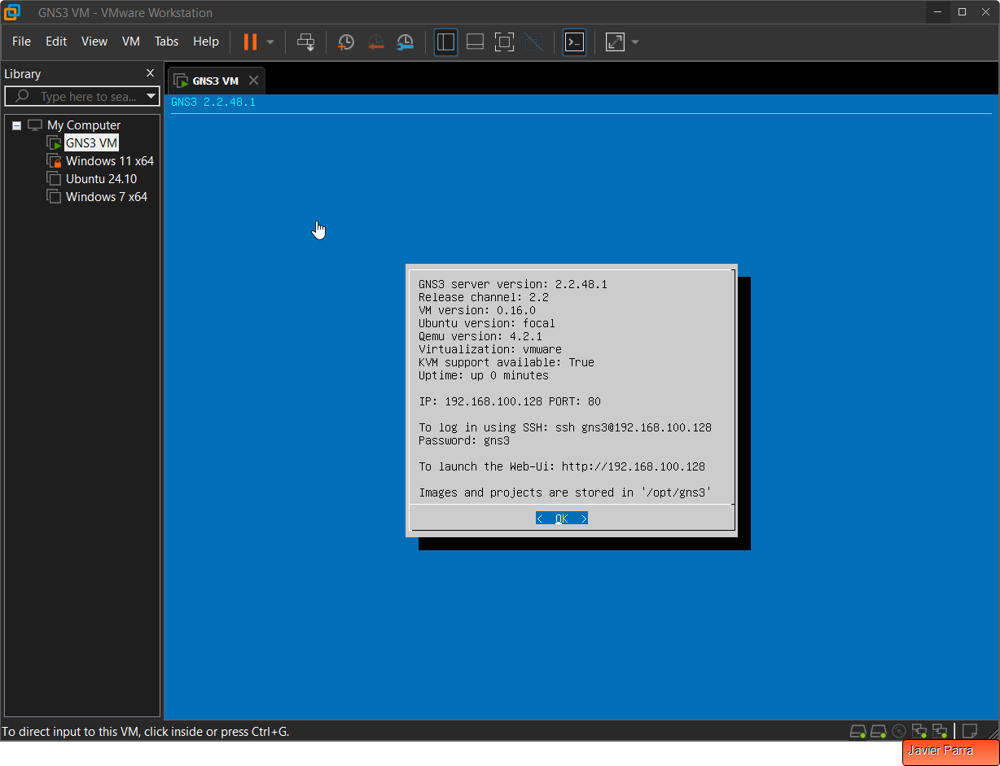 GNS3 VM - VMware Workstation
File Edit View VM Tabs Help
Library
GNS3 VM
Type here to sea...
GNS3 2.2.48.1
My Computer
GNS3 VM
Windows 11 x64
Ubuntu 24.10
Windows 7 x64
GNS3 server version: 2.2.48.1
Release channel: 2.2
VM version: 0.16.0
Ubuntu version: focal
Qemu version: 4.2.1
Virtualization: vmware
KVM support available: True
Uptime: up 0 minutes
IP: 192.168.100.128 PORT: 80
To log in using SSH: ssh gns3@192.168.100.128
Password: gns3
To launch the Web-Ui: http://192.168.100.128
Images and projects are stored in '/opt/gns3'
< OK >
To direct input to this VM, click inside or press Ctrl+G.
Javier Parra